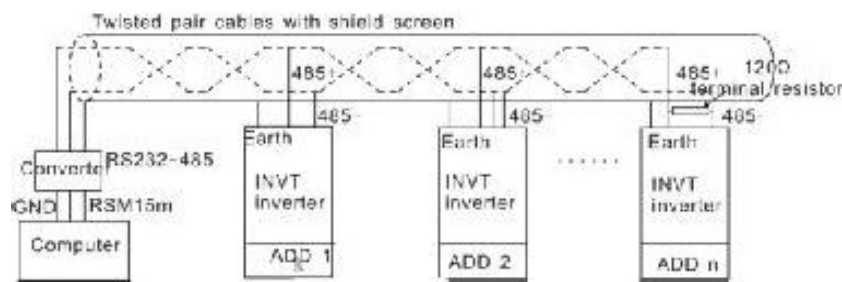 Twisted pair cables with shield screen
485+ 485+ 485+ 120Ω
terminal resistor
485- 485- 485-
Earth Earth Earth
Converter RS232-485
INVT INVT INVT
inverter inverter inverter
GND RSM15m
Computer
ADD 1 ADD 2 ADD n